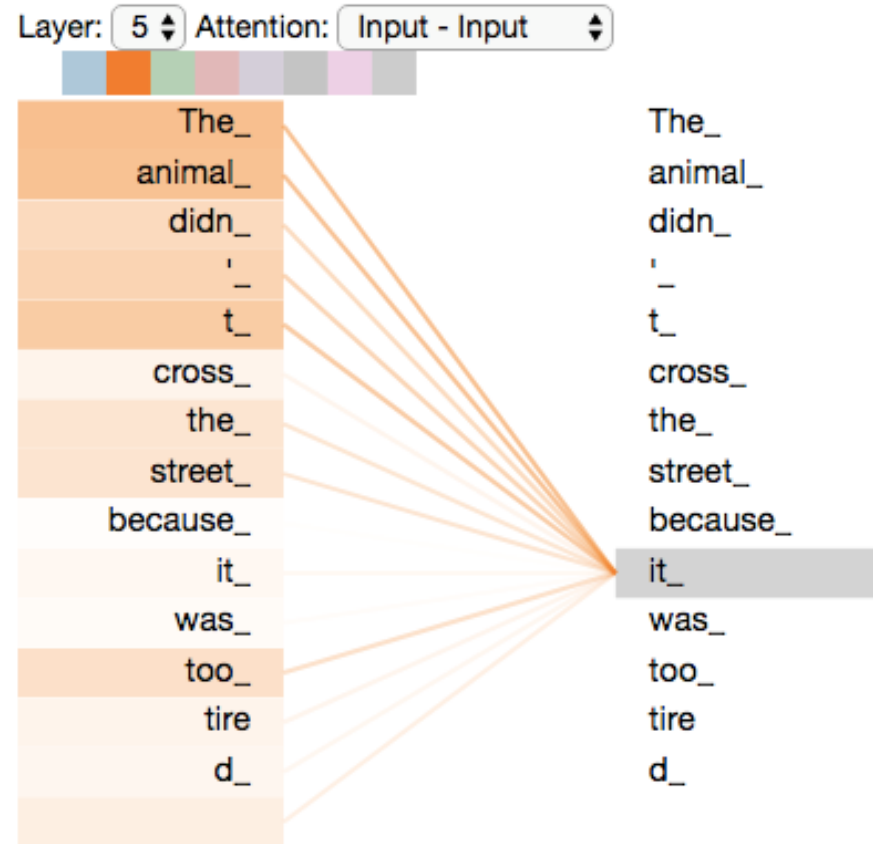 Layer: 5 Attention: Input - Input
The_ The_
animal_ animal_
didn_ didn_
'_ '_
t_ t_
cross_ cross_
the_ the_
street_ street_
because_ because_
it_ it_
was_ was_
too_ too_
tire tire
d_ d_